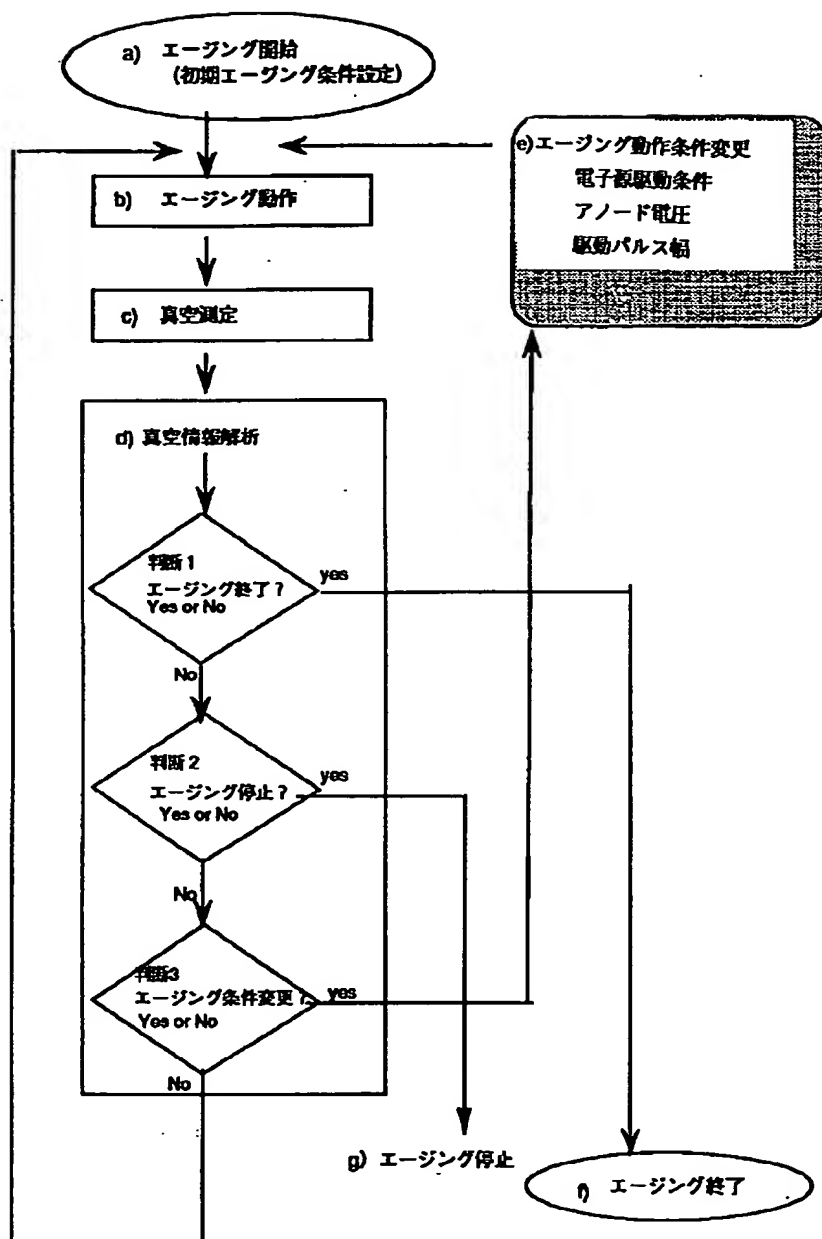 a) エージング開始
(初期エージング条件設定)
b) エージング動作
c) 真空測定
d) 真空情報解析
判断1
エージング終了?
Yes or No
yes
No
判断2
エージング停止?
Yes or No
yes
No
判断3
エージング条件変更?
Yes or No
yes
No
e)エージング動作条件変更
電子源駆動条件
アノード電圧
駆動パルス幅
g) エージング停止
f) エージング終了